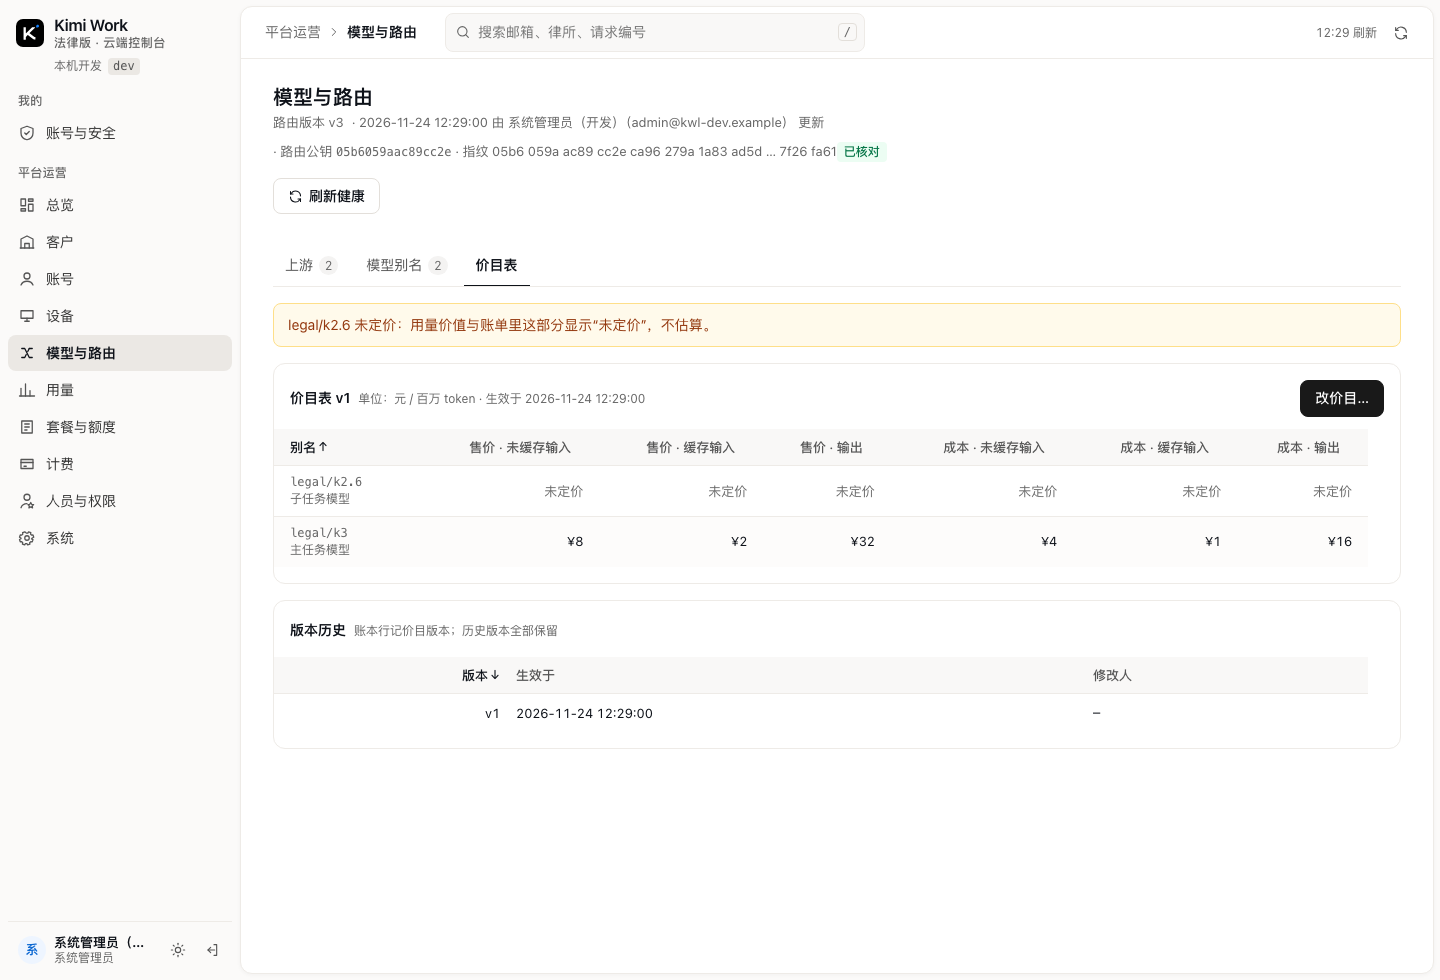 Kimi Work
法律版 · 云端控制台
本机开发 dev
我的
账号与安全
平台运营
总览
客户
账号
设备
模型与路由
用量
套餐与额度
计费
人员与权限
系统
系
系统管理员（...
系统管理员
平台运营 > 模型与路由
搜索邮箱、律所、请求编号 /
12:29 刷新
模型与路由
路由版本 v3 · 2026-11-24 12:29:00 由 系统管理员（开发）(admin@kwl-dev.example) 更新
· 路由公钥 05b6059aac89cc2e · 指纹 05b6 059a ac89 cc2e ca96 279a 1a83 ad5d ... 7f26 fa61 已核对
刷新健康
上游 2 模型别名 2 价目表
legal/k2.6 未定价：用量价值与账单里这部分显示“未定价”，不估算。
价目表 v1 单位：元 / 百万 token · 生效于 2026-11-24 12:29:00
改价目...
别名↑ 售价 · 未缓存输入 售价 · 缓存输入 售价 · 输出 成本 · 未缓存输入 成本 · 缓存输入 成本 · 输出
legal/k2.6
子任务模型
未定价 未定价 未定价 未定价 未定价 未定价
legal/k3
主任务模型
¥8 ¥2 ¥32 ¥4 ¥1 ¥16
版本历史 账本行记价目版本；历史版本全部保留
版本↓ 生效于 修改人
v1 2026-11-24 12:29:00 –